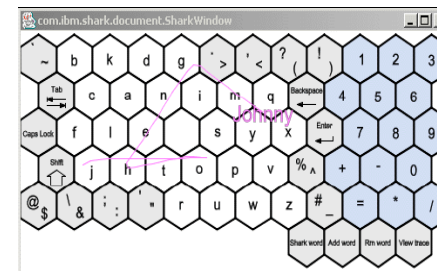 com.ibm.shark.document.SharkWindow
` ~ b k d g . > ' < ? ( ! ) 1 2 3
Tab c a n i m q Backspace 4 5 6
Johnny
Caps Lock f l e s y x Enter 7 8 9
Shift j h t o p v % ^ + - 0
@ $ \ & ; : ' " r u w z # _ = * /
Shark word Add word Rm word View trace